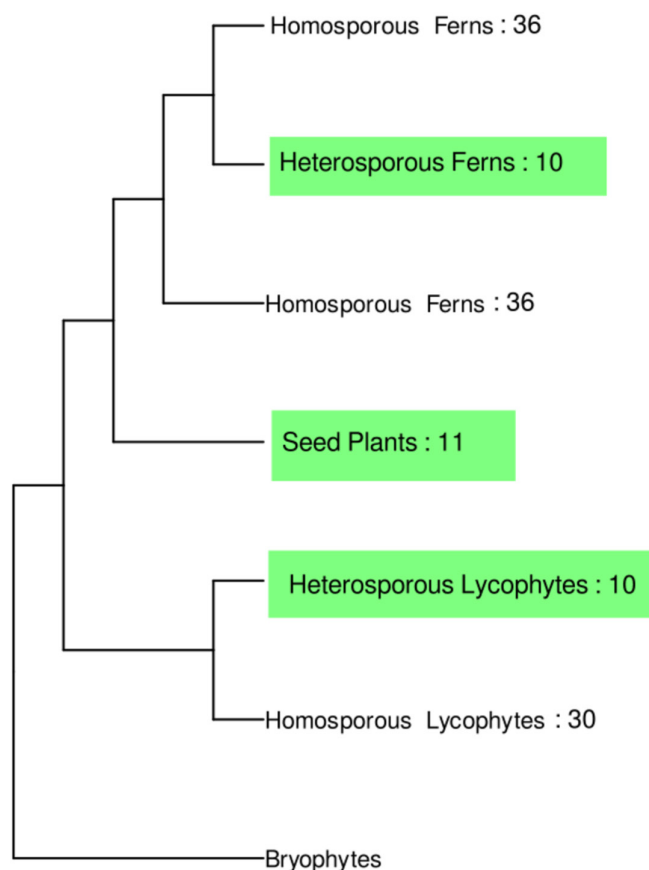 Homosporous Ferns : 36
Heterosporous Ferns : 10
Homosporous Ferns : 36
Seed Plants : 11
Heterosporous Lycophytes : 10
Homosporous Lycophytes : 30
Bryophytes